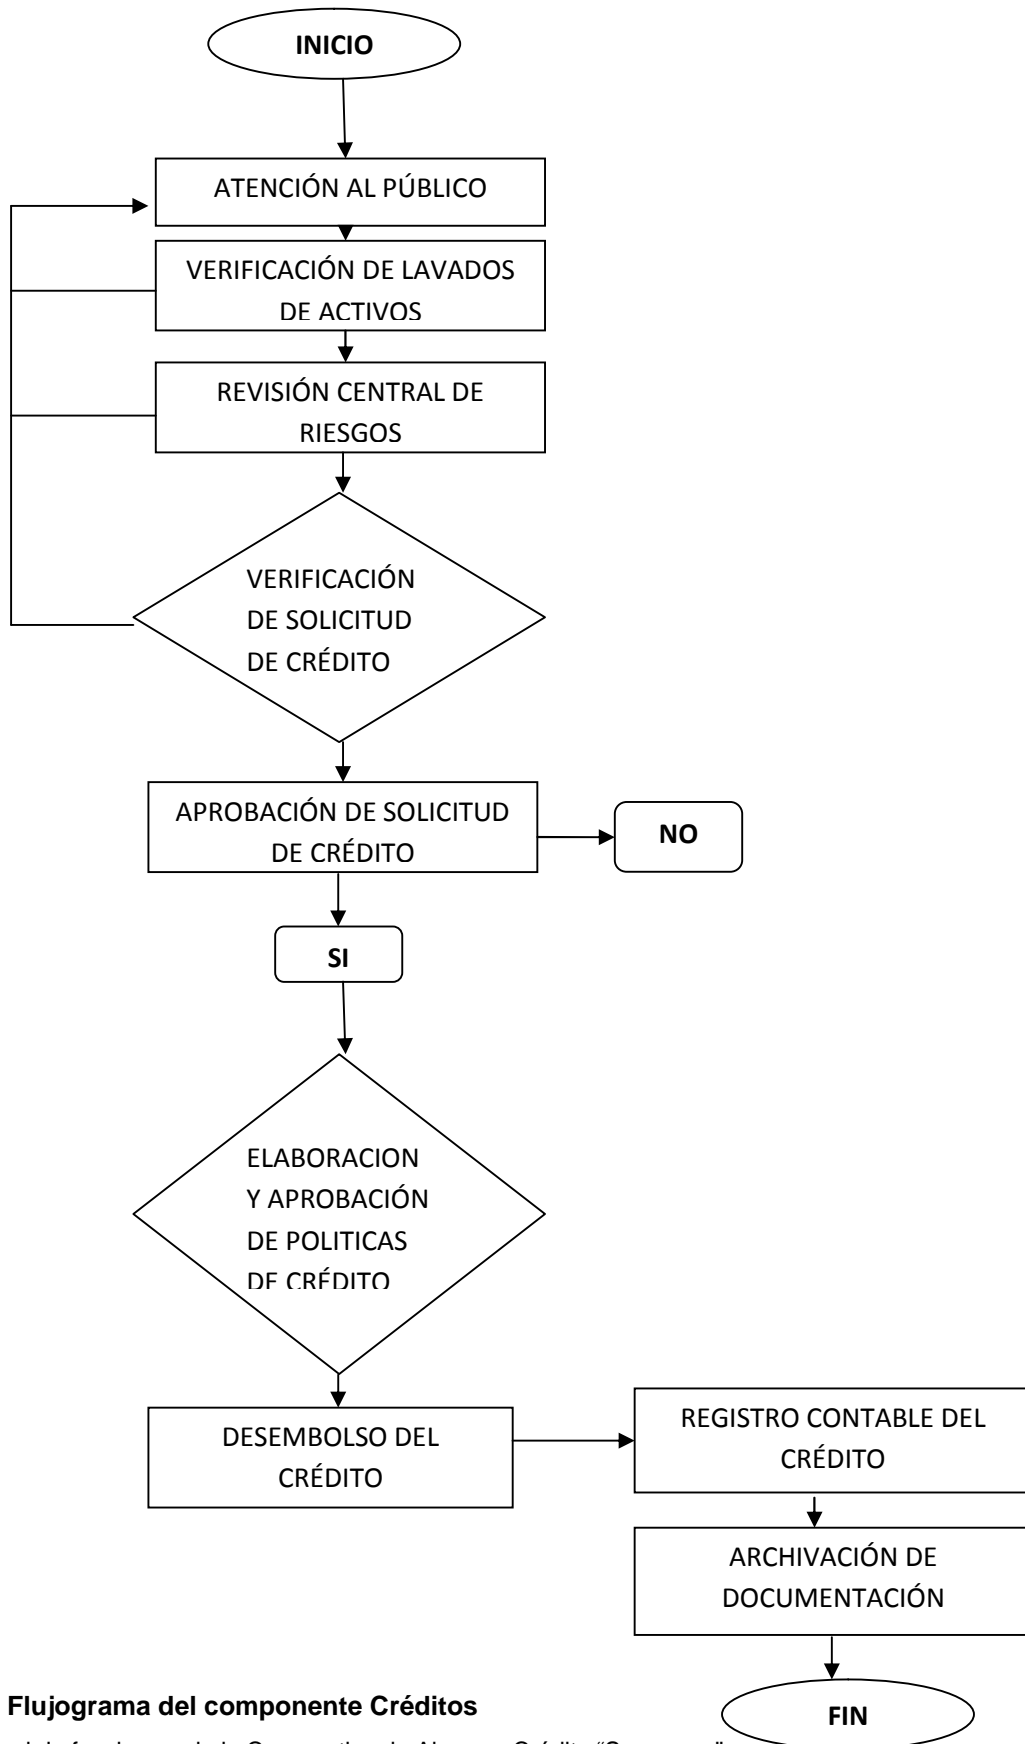 INICIO
ATENCIÓN AL PÚBLICO
VERIFICACIÓN DE LAVADOS
DE ACTIVOS
REVISIÓN CENTRAL DE
RIESGOS
VERIFICACIÓN
DE SOLICITUD
DE CRÉDITO
APROBACIÓN DE SOLICITUD
DE CRÉDITO
NO
SI
ELABORACION
Y APROBACIÓN
DE POLITICAS
DE CRÉDITO
DESEMBOLSO DEL
CRÉDITO
REGISTRO CONTABLE DEL
CRÉDITO
ARCHIVACIÓN DE
DOCUMENTACIÓN
FIN
Flujograma del componente Créditos